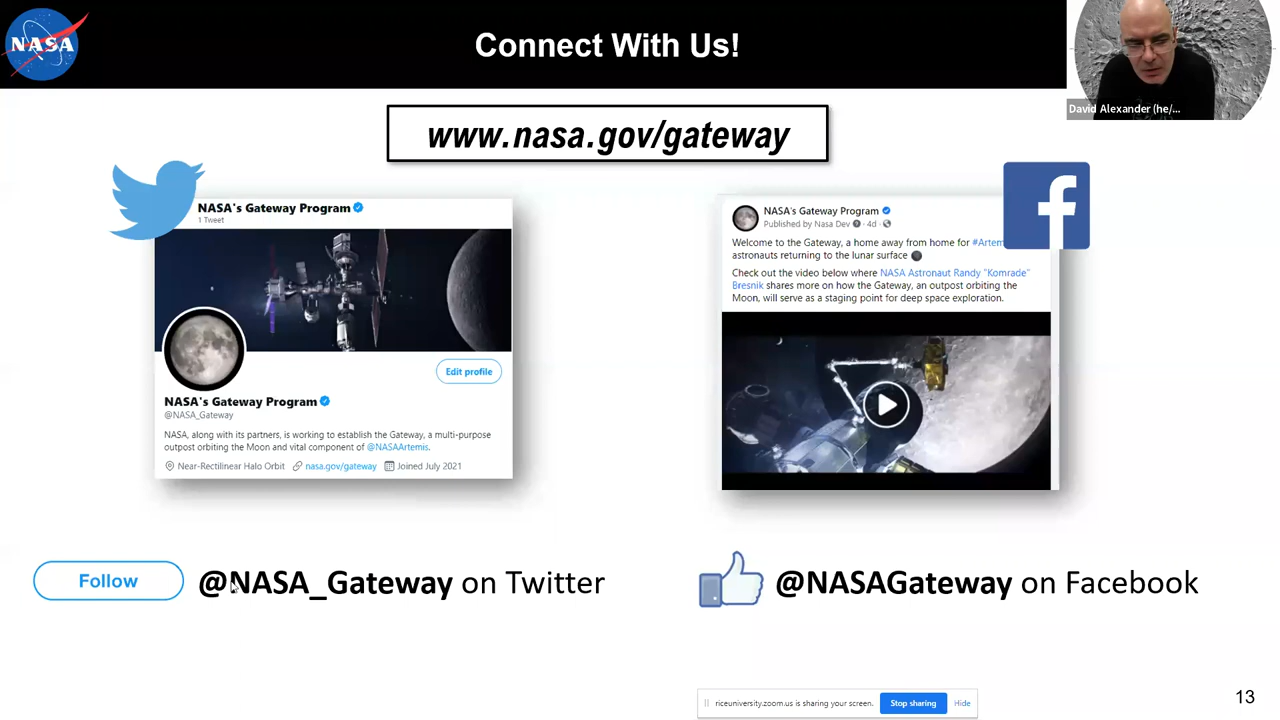 NASA
Connect With Us!
David Alexander (he/...
www.nasa.gov/gateway
NASA's Gateway Program
1 Tweet
Edit profile
NASA's Gateway Program
@NASA_Gateway
NASA, along with its partners, is working to establish the Gateway, a multi-purpose
outpost orbiting the Moon and vital component of @NASAArtemis.
Near-Rectilinear Halo Orbit nasa.gov/gateway Joined July 2021
f
NASA's Gateway Program
Published by Nasa Dev · 4d ·
Welcome to the Gateway, a home away from home for #Artem
astronauts returning to the lunar surface
Check out the video below where NASA Astronaut Randy "Komrade"
Bresnik shares more on how the Gateway, an outpost orbiting the
Moon, will serve as a staging point for deep space exploration.
Follow @NASA_Gateway on Twitter
@NASAGateway on Facebook
riceuniversity.zoom.us is sharing your screen. Stop sharing Hide
13